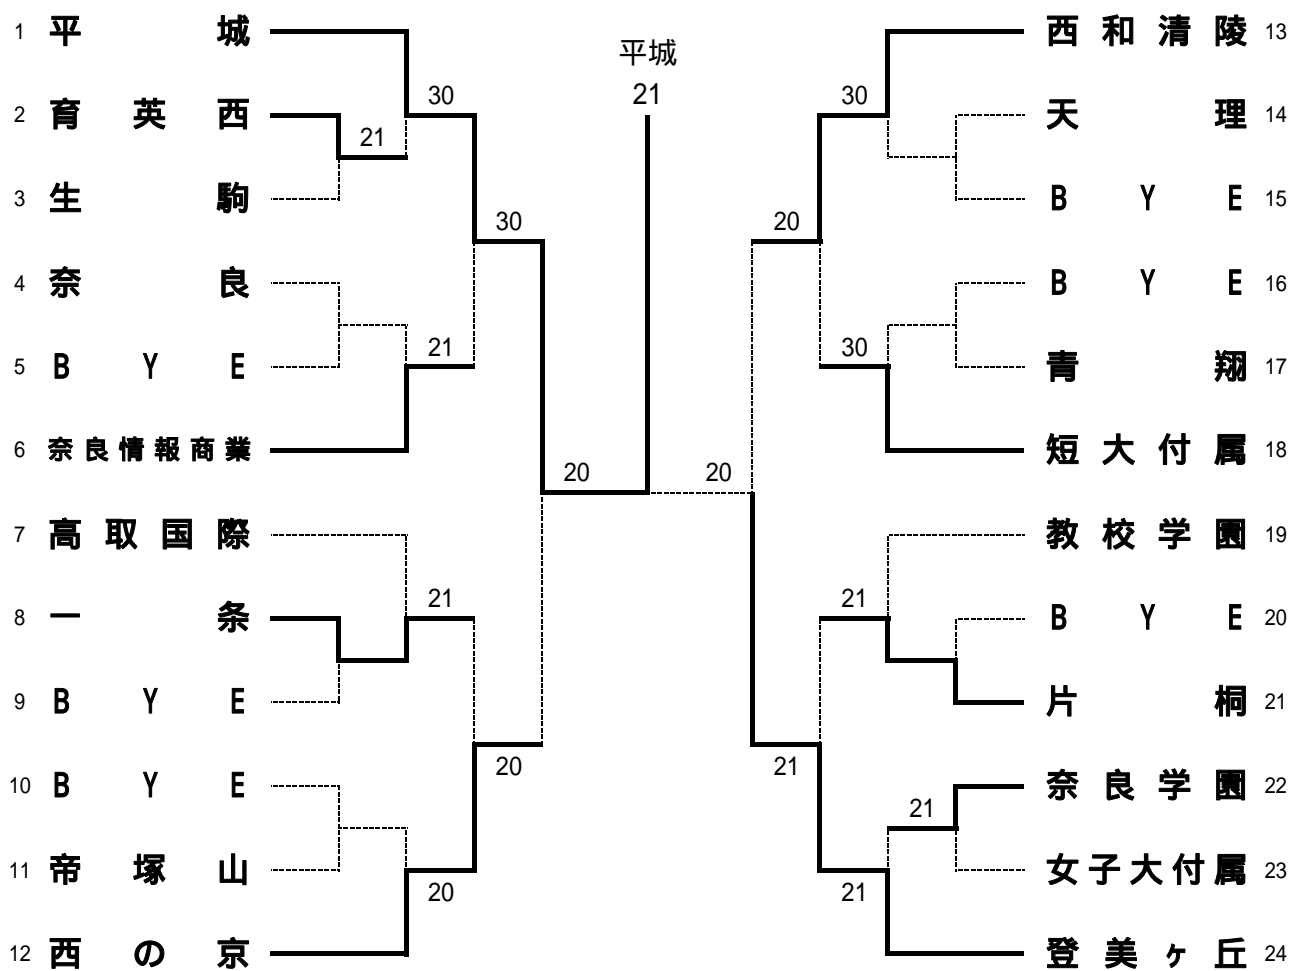 1 平城
2 育英西
3 生駒
4 奈良
5 BYE
6 奈良情報商業
7 高取国際
8 一条
9 BYE
10 BYE
11 帝塚山
12 西の京
21
30
21
21
20
30
20
20
平城
21
20
20
21
30
30
21
21
21
西和清陵 13
天理 14
BYE 15
BYE 16
青翔 17
短大付属 18
教校学園 19
BYE 20
片桐 21
奈良学園 22
女子大付属 23
登美ヶ丘 24